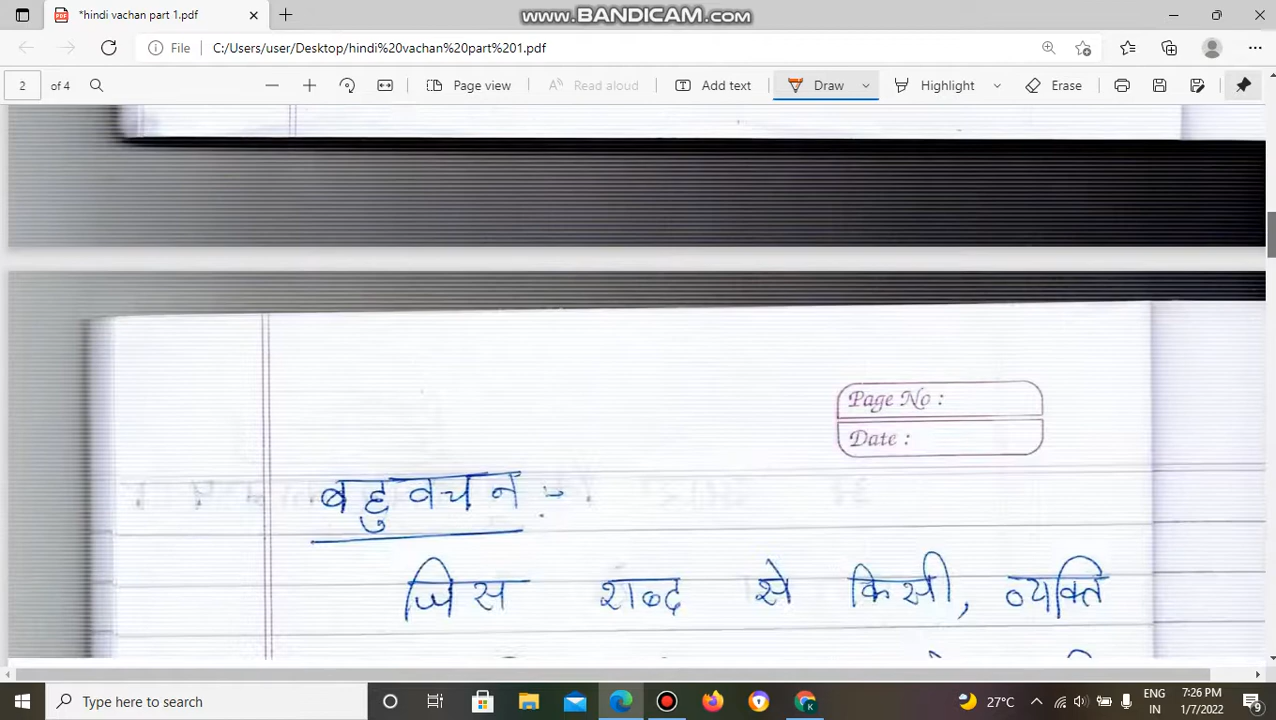 *hindi vachan part 1.pdf
www.BANDICAM.com
File C:/Users/user/Desktop/hindi%20vachan%20part%201.pdf
2 of 4 Page view Read aloud Add text Draw Highlight Erase
Page No :
Date :
बहुवचन :-
जिस शब्द से किसी, व्यक्ति
Type here to search
27°C ENG IN 7:26 PM 1/7/2022 9